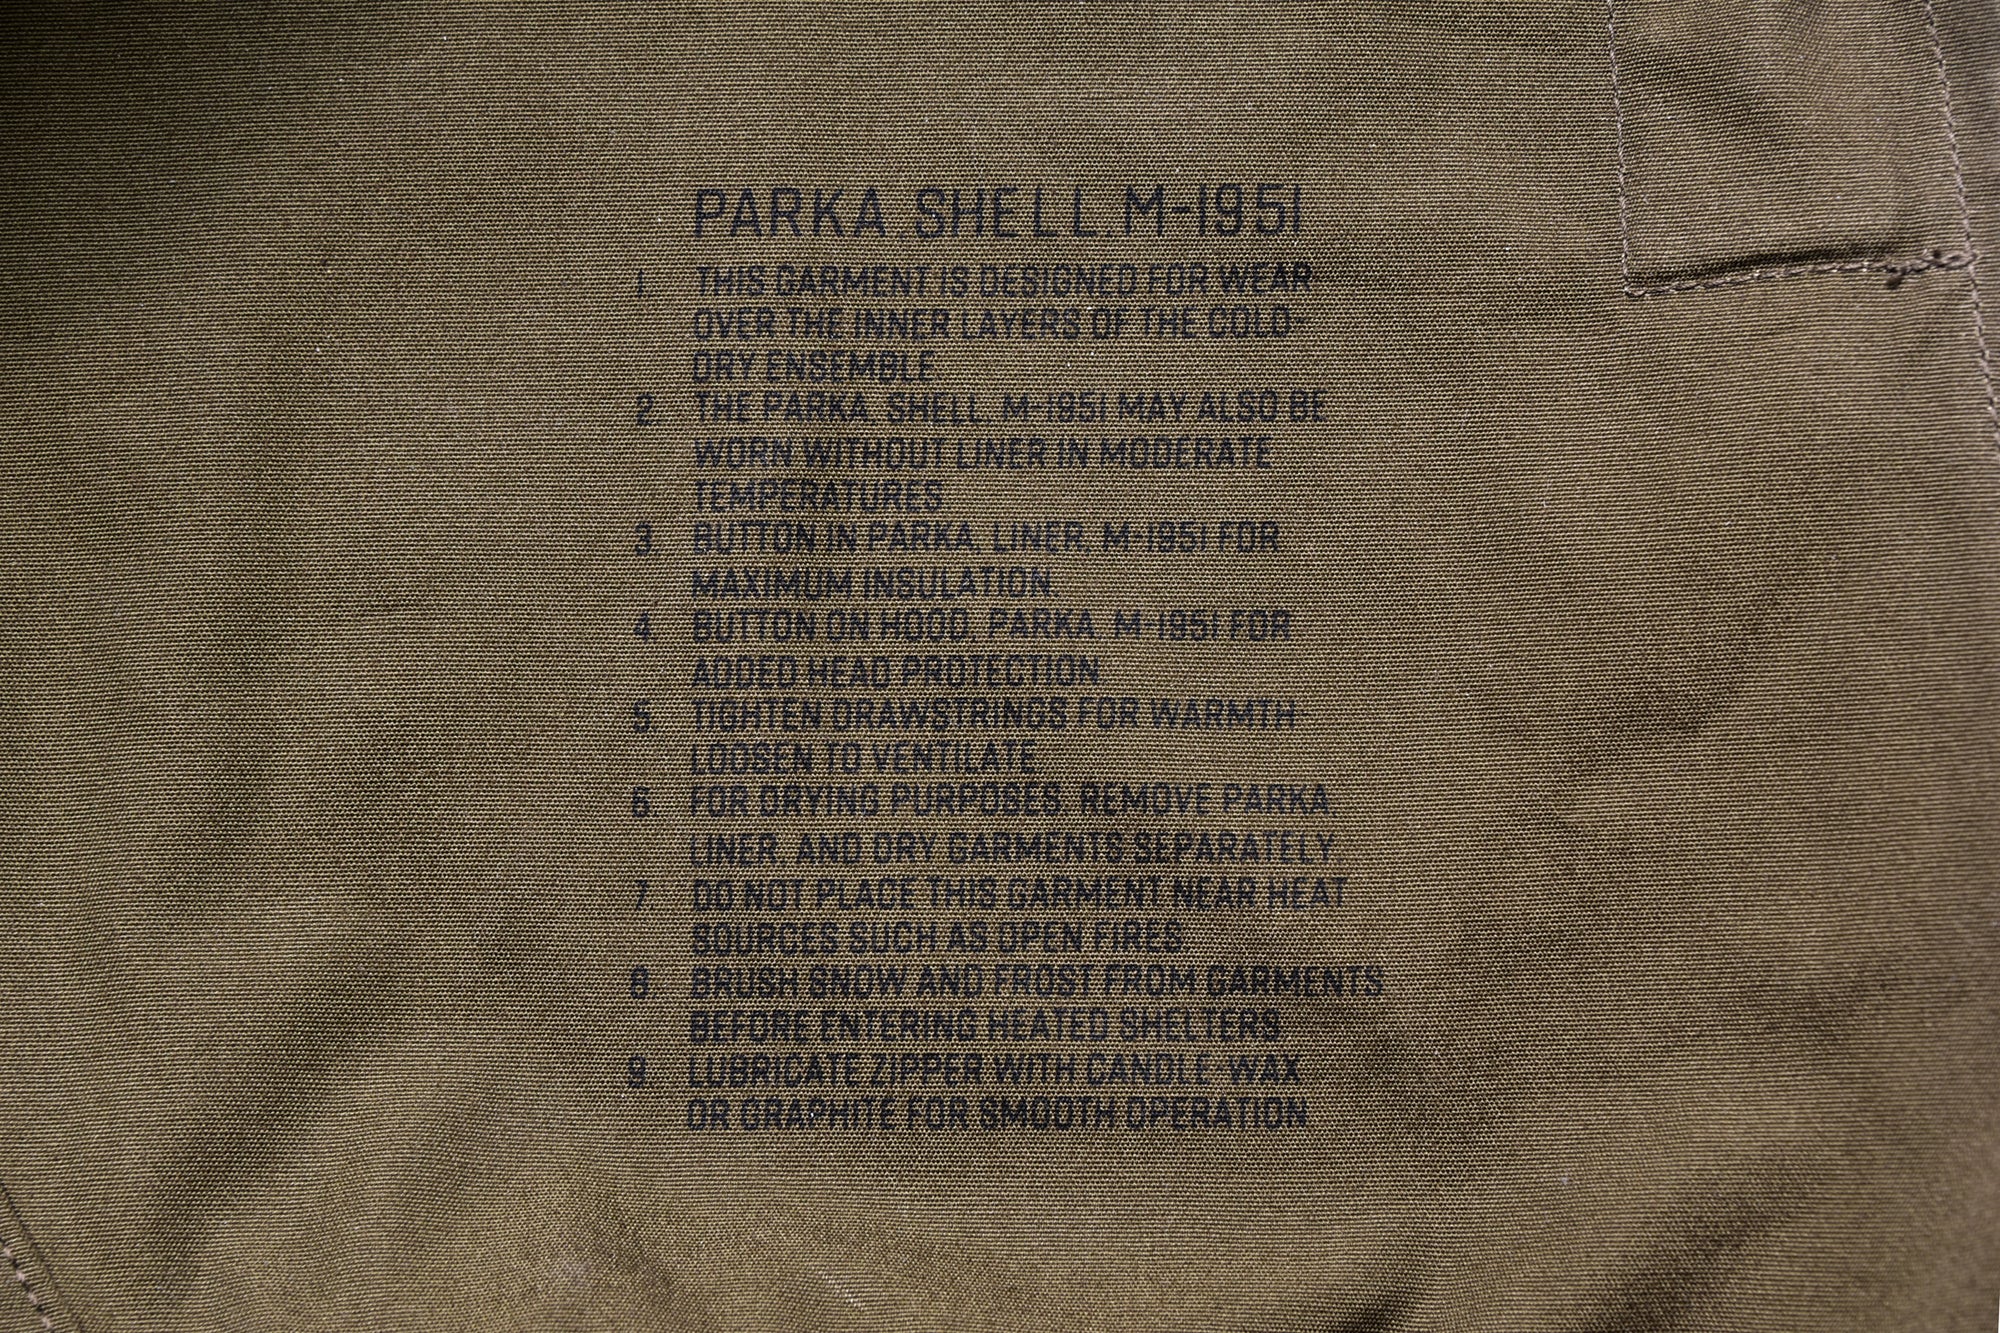 PARKA.SHELL.M-1951
1. THIS GARMENT IS DESIGNED FOR WEAR
OVER THE INNER LAYERS OF THE COLD-
DRY ENSEMBLE.
2. THE PARKA, SHELL, M-1951 MAY ALSO BE
WORN WITHOUT LINER IN MODERATE
TEMPERATURES
3. BUTTON IN PARKA, LINER, M-1951 FOR
MAXIMUM INSULATION.
4. BUTTON ON HOOD, PARKA, M-1951 FOR
ADDED HEAD PROTECTION
5. TIGHTEN DRAWSTRINGS FOR WARMTH-
LOOSEN TO VENTILATE
6. FOR DRYING PURPOSES, REMOVE PARKA,
LINER, AND DRY GARMENTS SEPARATELY.
7. DO NOT PLACE THIS GARMENT NEAR HEAT
SOURCES SUCH AS OPEN FIRES.
8. BRUSH SNOW AND FROST FROM GARMENTS
BEFORE ENTERING HEATED SHELTERS
9. LUBRICATE ZIPPER WITH CANDLE-WAX
OR GRAPHITE FOR SMOOTH OPERATION